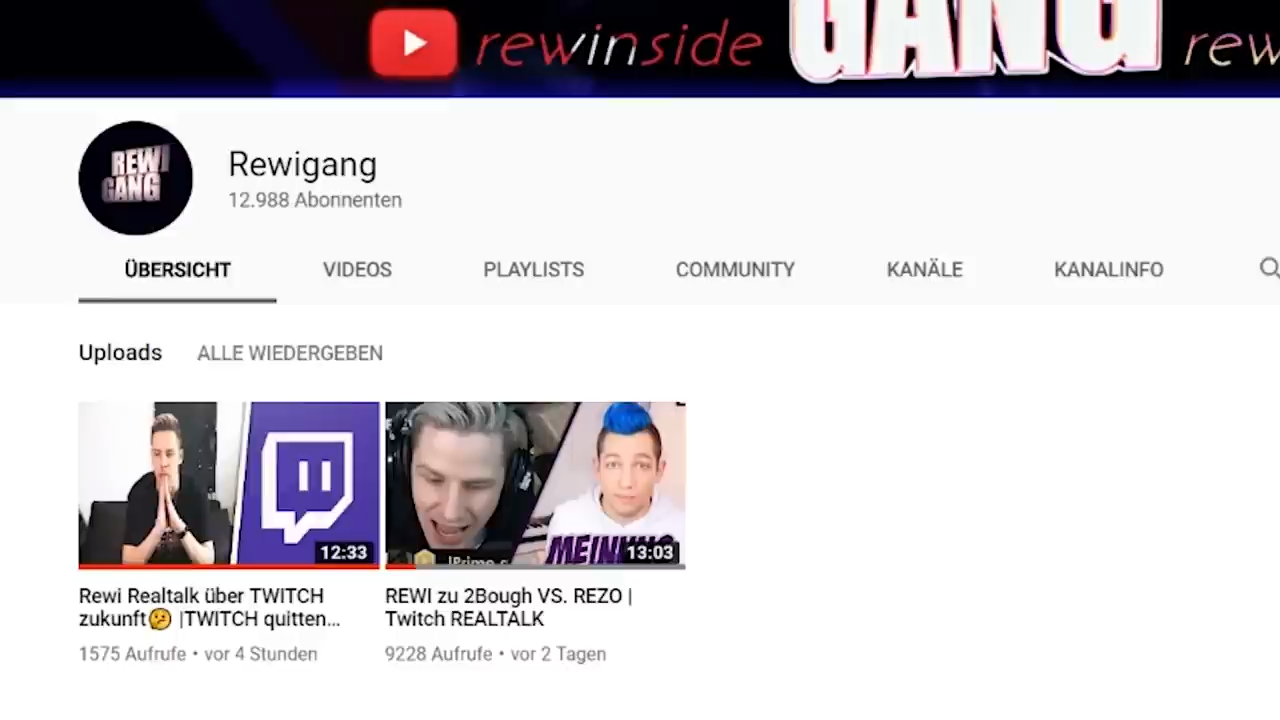 rewinside GANG rew
REWI
GANG
Rewigang
12.988 Abonnenten
ÜBERSICHT VIDEOS PLAYLISTS COMMUNITY KANÄLE KANALINFO
Uploads ALLE WIEDERGEBEN
MEINUNG
!Prime
12:33 13:03
Rewi Realtalk über TWITCH
zukunft🤔 |TWITCH quitten...
1575 Aufrufe • vor 4 Stunden
REWI zu 2Bough VS. REZO |
Twitch REALTALK
9228 Aufrufe • vor 2 Tagen